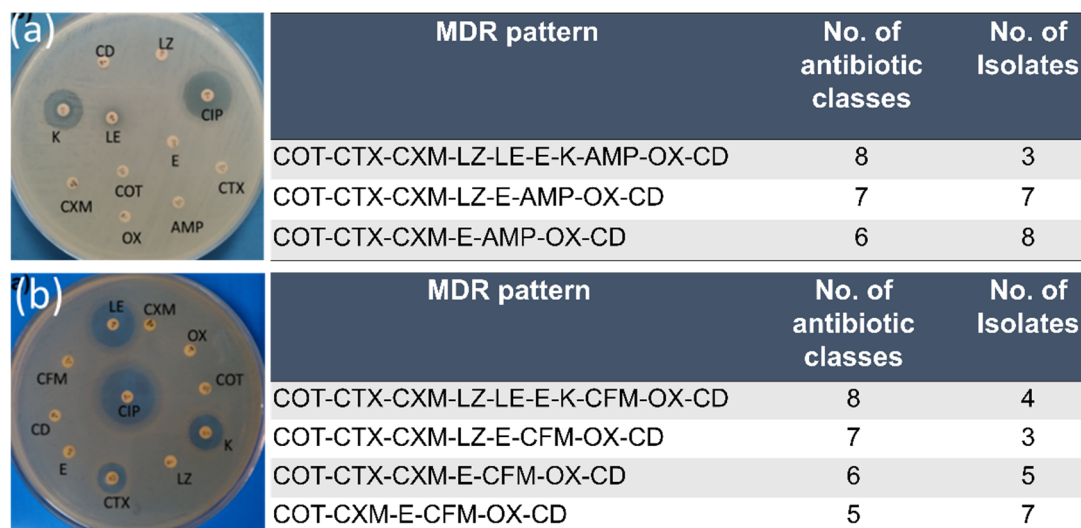 (a)
CD
LZ
CIP
K
LE
E
COT
CTX
CXM
AMP
OX
MDR pattern
No. of
antibiotic
classes
No. of
Isolates
COT-CTX-CXM-LZ-LE-E-K-AMP-OX-CD 8 3
COT-CTX-CXM-LZ-E-AMP-OX-CD 7 7
COT-CTX-CXM-E-AMP-OX-CD 6 8
(b)
LE
CXM
OX
CFM
COT
CIP
CD
K
E
LZ
CTX
MDR pattern
No. of
antibiotic
classes
No. of
Isolates
COT-CTX-CXM-LZ-LE-E-K-CFM-OX-CD 8 4
COT-CTX-CXM-LZ-E-CFM-OX-CD 7 3
COT-CTX-CXM-E-CFM-OX-CD 6 5
COT-CXM-E-CFM-OX-CD 5 7